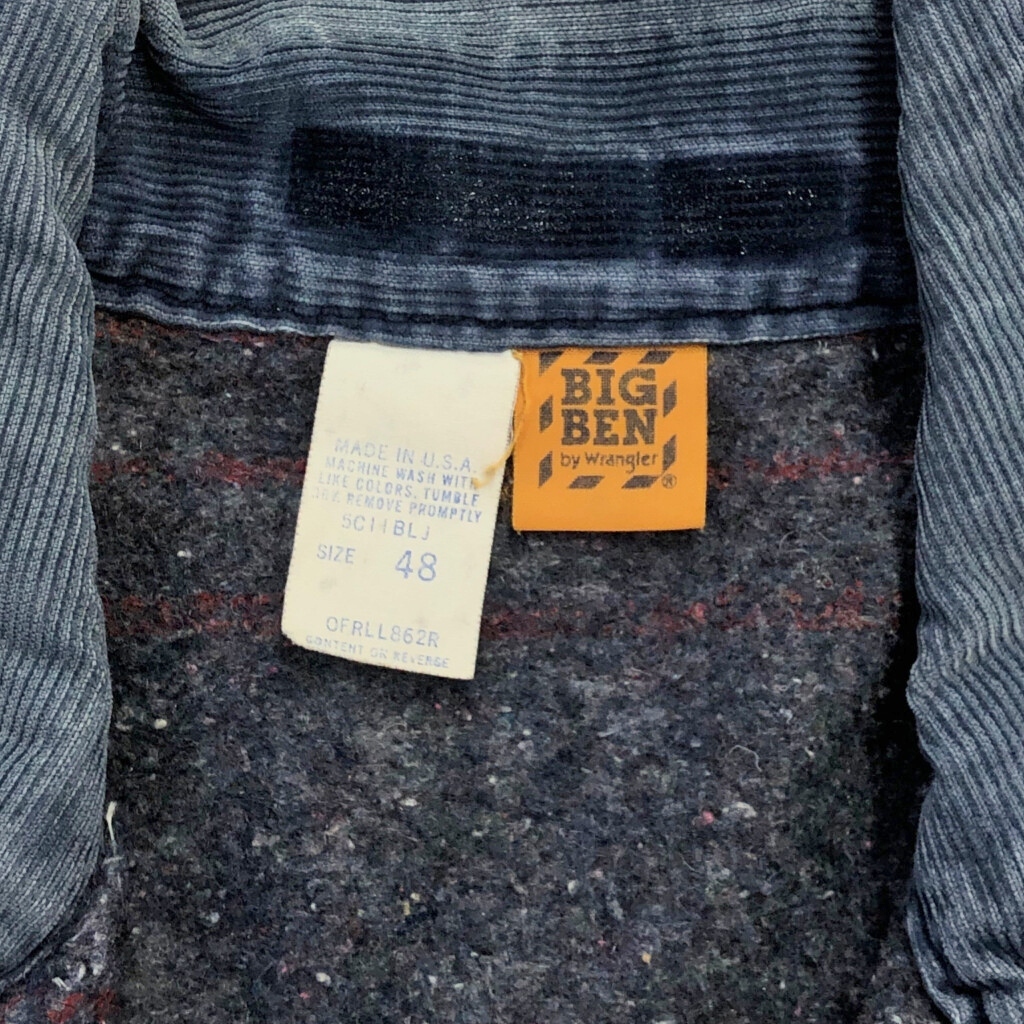 MADE IN U.S.A.
MACHINE WASH WITH
LIKE COLORS. TUMBLE
REMOVE PROMPTLY
SIZE 48
OFRLL862R
CONTENT ON REVERSE
BIG
BEN
by Wrangler
®